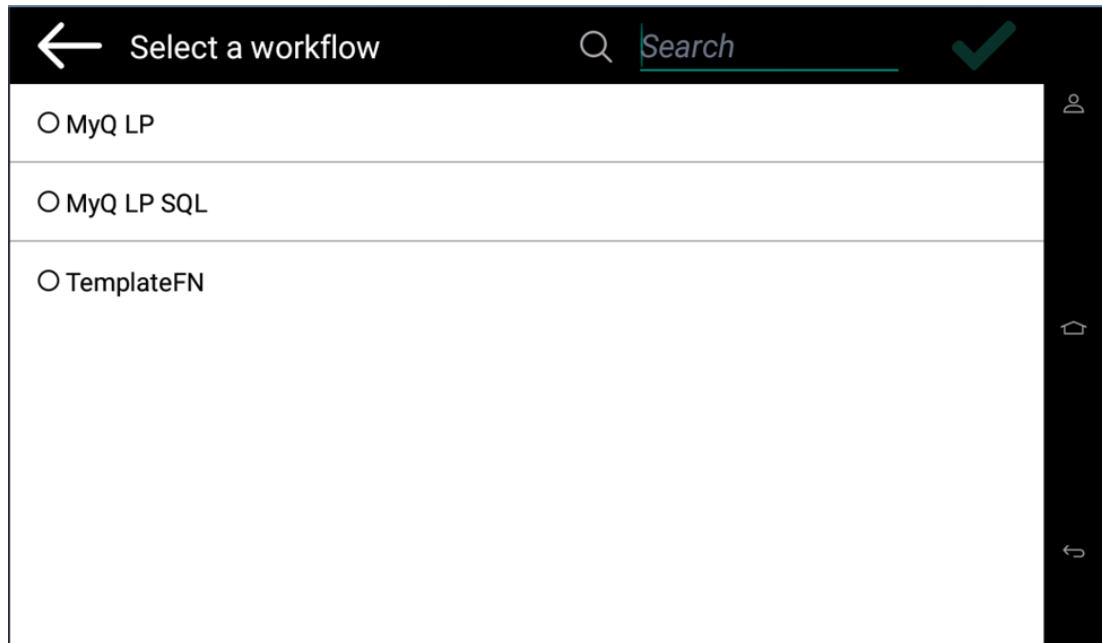 Select a workflow
Search
MyQ LP
MyQ LP SQL
TemplateFN